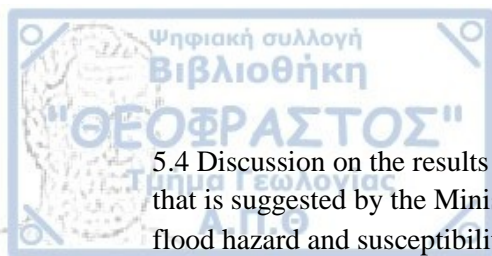 Ψηφιακή συλλογή
Βιβλιοθήκη
"ΘΕΟΦΡΑΣΤΟΣ"
5.4 Discussion on the results
Τμήμα Γεωλογίας
that is suggested by the Mini
Α.Π.Θ
flood hazard and susceptibili